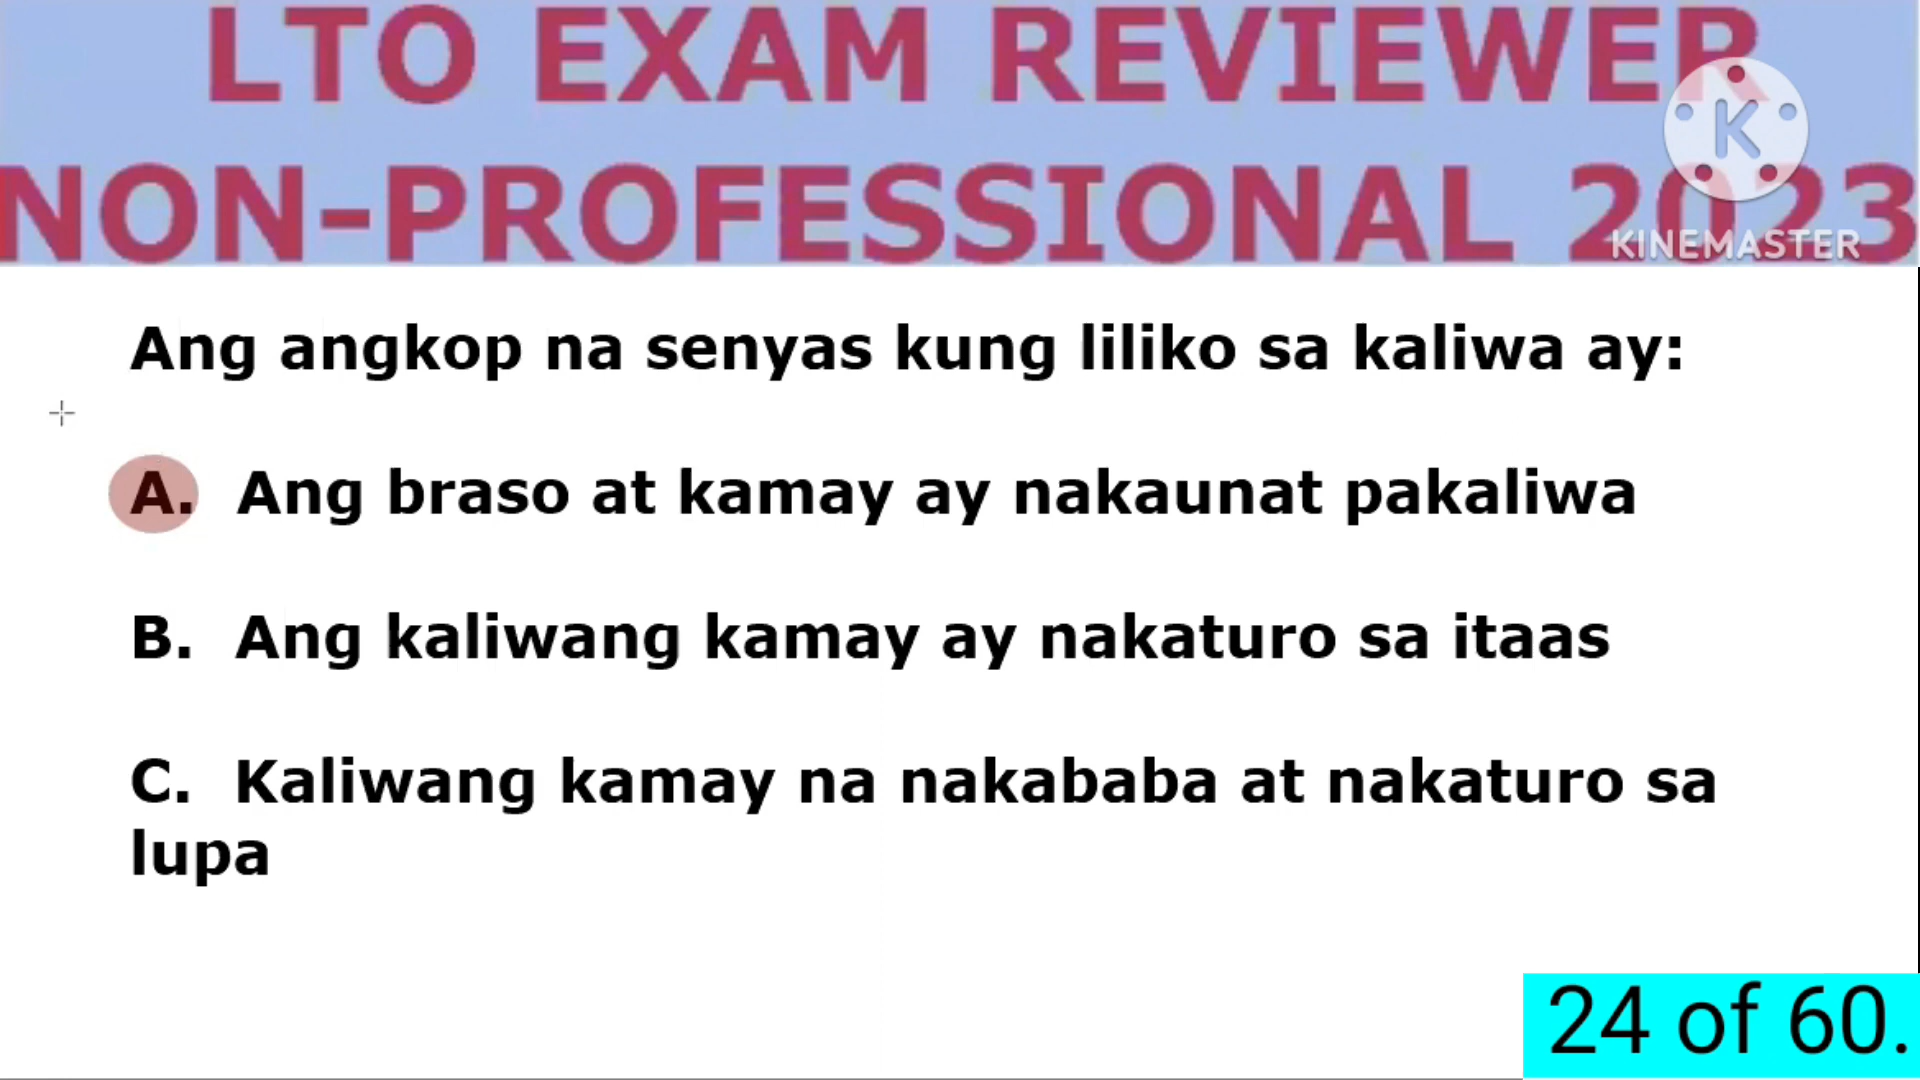 LTO EXAM REVIEWER
NON-PROFESSIONAL 2023
K
KINEMASTER
Ang angkop na senyas kung liliko sa kaliwa ay:
A. Ang braso at kamay ay nakaunat pakaliwa
B. Ang kaliwang kamay ay nakaturo sa itaas
C. Kaliwang kamay na nakababa at nakaturo sa
lupa
24 of 60.